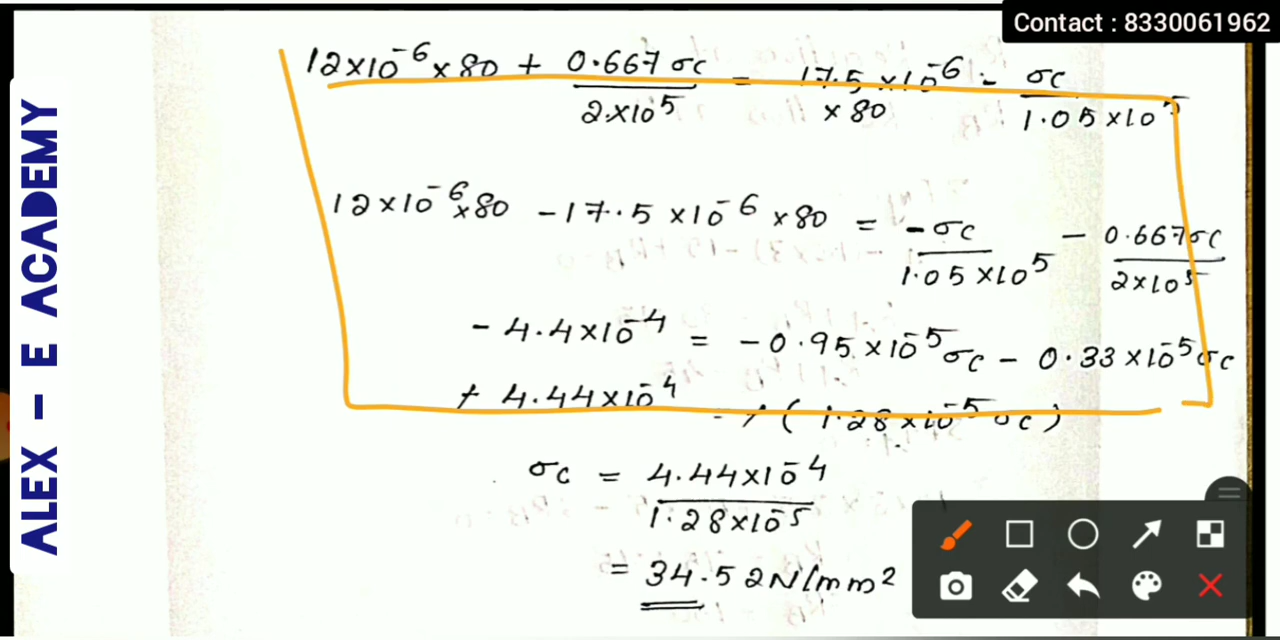 Contact : 8330061962
ALEX – E ACADEMY
12×10⁻⁶×80 + 0.667σc/2×10⁵ = 17.5×10⁻⁶×80 - σc/1.05×10⁵
12×10⁻⁶×80 - 17.5×10⁻⁶×80 = -σc/1.05×10⁵ - 0.667σc/2×10⁵
- 4.4×10⁻⁴ = -0.95×10⁻⁵σc - 0.33×10⁻⁵σc
+ 4.44×10⁻⁴ = + (1.28×10⁻⁵σc)
σc = 4.44×10⁻⁴/1.28×10⁻⁵
= 34.52N/mm²